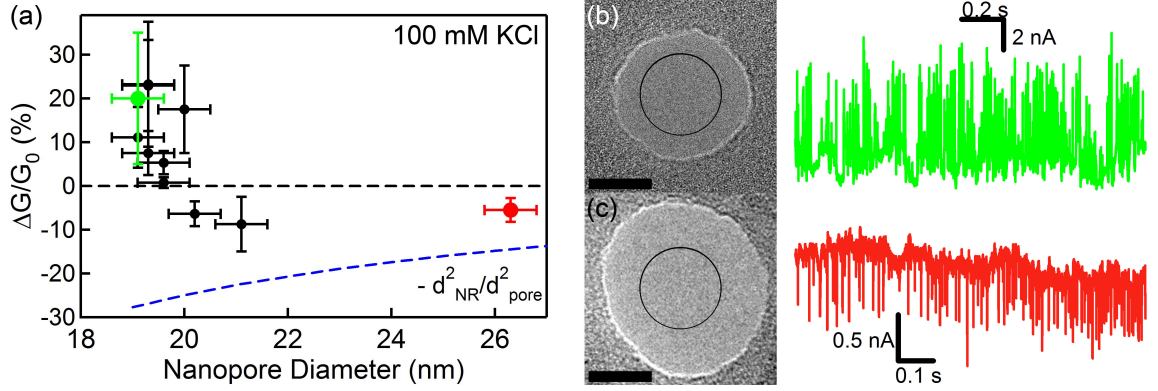 (a)
100 mM KCl
ΔG/G₀ (%)
30
20
10
0
-10
-20
-30
- d²NR/d²pore
18
20
22
24
26
Nanopore Diameter (nm)
(b)
(c)
0.2 s
2 nA
0.5 nA
0.1 s